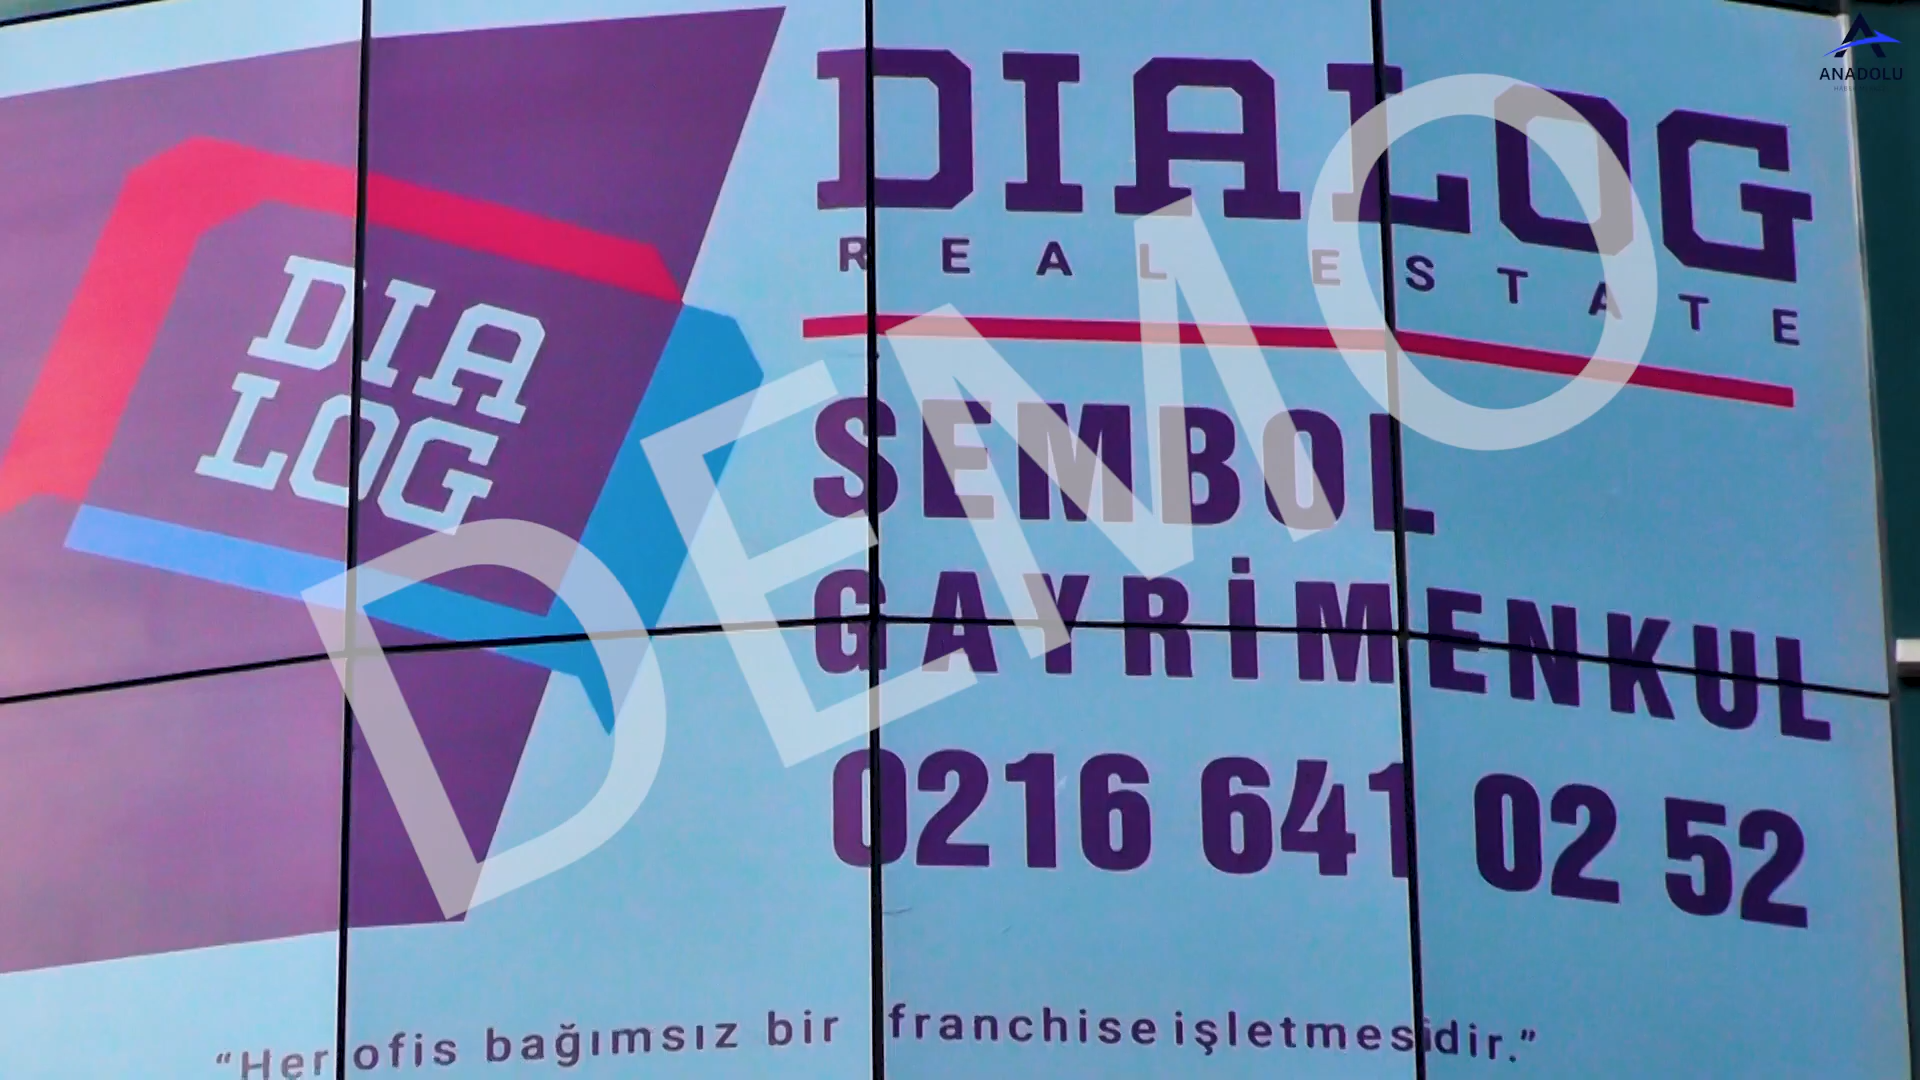 DIA
LOG
DIALOG
REAL ESTATE
SEMBOL
GAYRİMENKUL
0216 641 02 52
“Her ofis bağımsız bir franchise işletmesidir.”
DEMO
ANADOLU